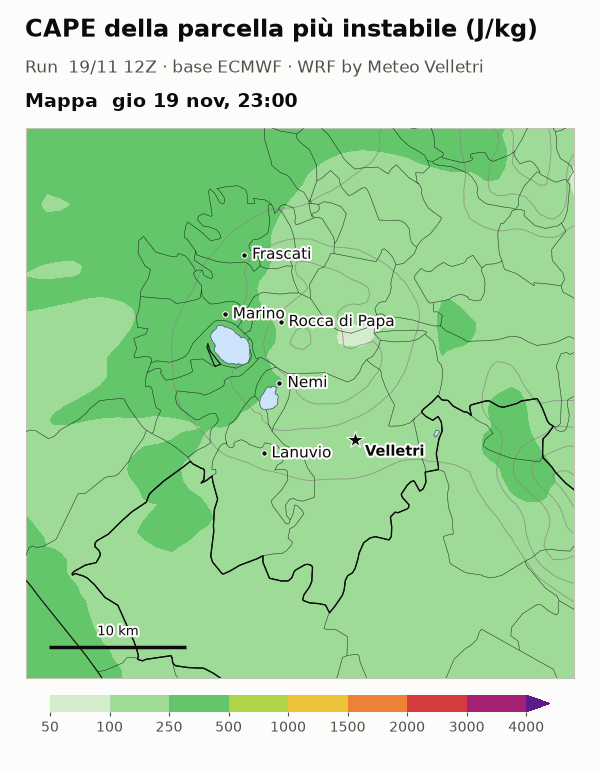 CAPE della parcella più instabile (J/kg)
Run  19/11 12Z · base ECMWF · WRF by Meteo Velletri
Mappa  gio 19 nov, 23:00
Frascati
Marino
Rocca di Papa
Nemi
Velletri
Lanuvio
10 km
50 100 250 500 1000 1500 2000 3000 4000